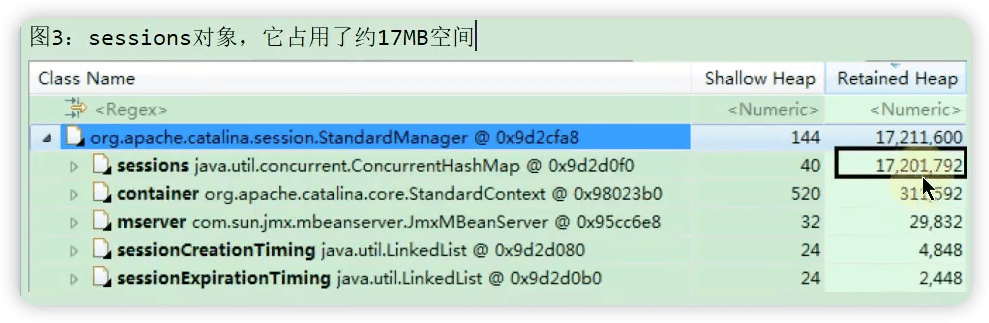 图3：sessions对象，它占用了约17MB空间
Class Name Shallow Heap Retained Heap
<Regex> <Numeric> <Numeric>
org.apache.catalina.session.StandardManager @ 0x9d2cfa8 144 17,211,600
sessions java.util.concurrent.ConcurrentHashMap @ 0x9d2d0f0 40 17,201,792
container org.apache.catalina.core.StandardContext @ 0x98023b0 520 311,592
mserver com.sun.jmx.mbeanserver.JmxMBeanServer @ 0x95cc6e8 32 29,832
sessionCreationTiming java.util.LinkedList @ 0x9d2d080 24 4,848
sessionExpirationTiming java.util.LinkedList @ 0x9d2d0b0 24 2,448